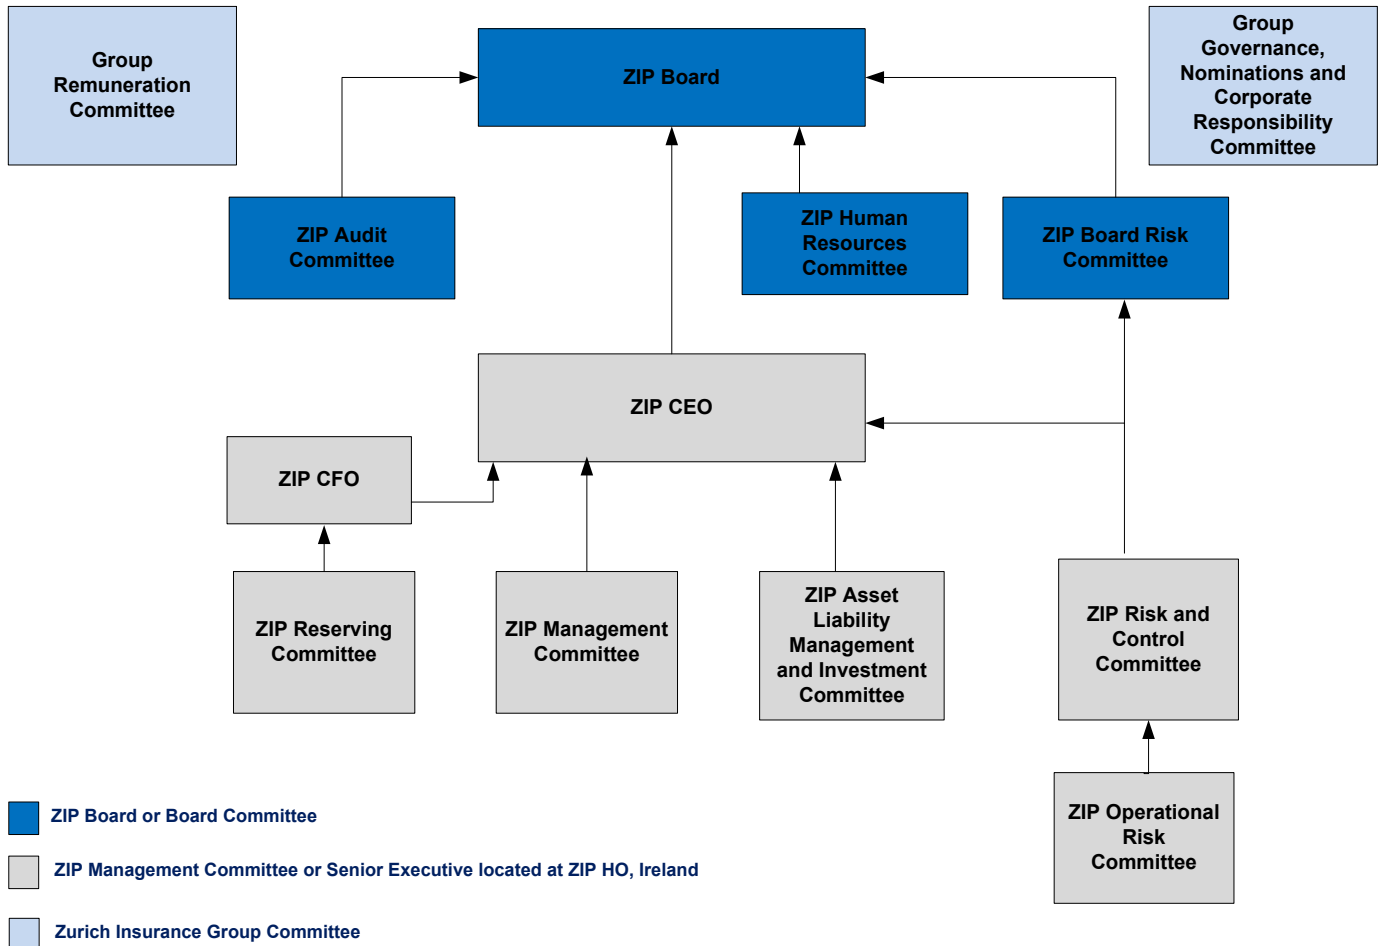 Group
Remuneration
Committee
ZIP Board
Group
Governance,
Nominations and
Corporate
Responsibility
Committee
ZIP Audit
Committee
ZIP Human
Resources
Committee
ZIP Board Risk
Committee
ZIP CEO
ZIP CFO
ZIP Reserving
Committee
ZIP Management
Committee
ZIP Asset
Liability
Management
and Investment
Committee
ZIP Risk and
Control
Committee
ZIP Operational
Risk
Committee
ZIP Board or Board Committee
ZIP Management Committee or Senior Executive located at ZIP HO, Ireland
Zurich Insurance Group Committee